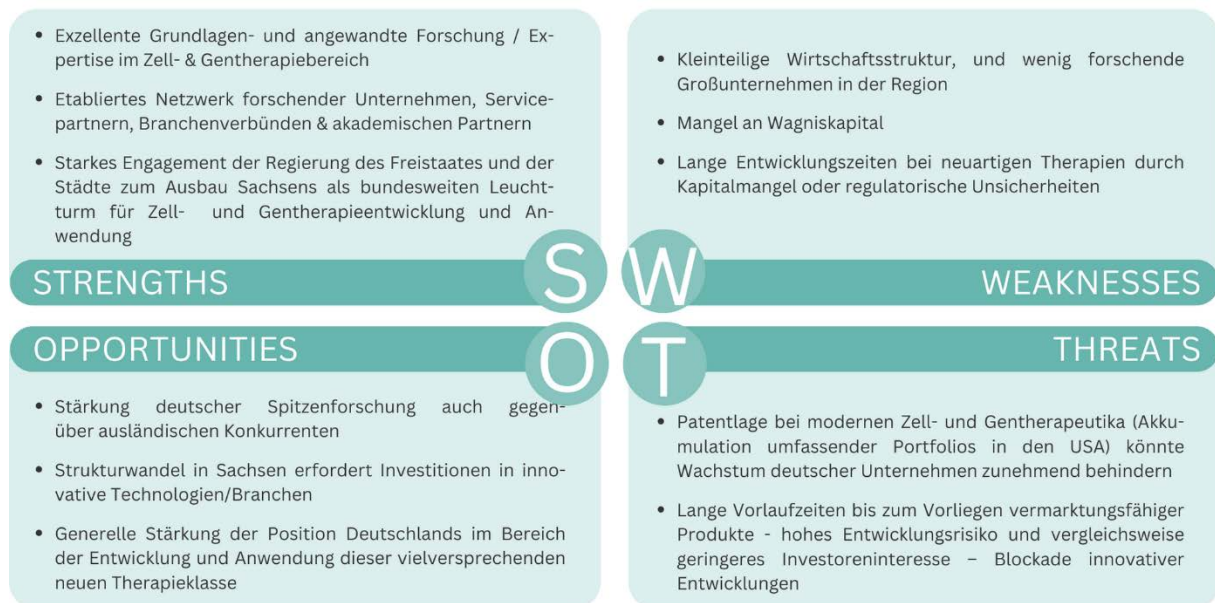 • Exzellente Grundlagen- und angewandte Forschung / Ex-
pertise im Zell- & Gentherapiebereich
• Etabliertes Netzwerk forschender Unternehmen, Service-
partnern, Branchenverbünden & akademischen Partnern
• Starkes Engagement der Regierung des Freistaates und der
Städte zum Ausbau Sachsens als bundesweiten Leucht-
turm für Zell- und Gentherapieentwicklung und An-
wendung
STRENGTHS
S
• Kleinteilige Wirtschaftsstruktur, und wenig forschende
Großunternehmen in der Region
• Mangel an Wagniskapital
• Lange Entwicklungszeiten bei neuartigen Therapien durch
Kapitalmangel oder regulatorische Unsicherheiten
W
WEAKNESSES
OPPORTUNITIES
O
• Stärkung deutscher Spitzenforschung auch gegen-
über ausländischen Konkurrenten
• Strukturwandel in Sachsen erfordert Investitionen in inno-
vative Technologien/Branchen
• Generelle Stärkung der Position Deutschlands im Bereich
der Entwicklung und Anwendung dieser vielversprechenden
neuen Therapieklasse
T
THREATS
• Patentlage bei modernen Zell- und Gentherapeutika (Akku-
mulation umfassender Portfolios in den USA) könnte
Wachstum deutscher Unternehmen zunehmend behindern
• Lange Vorlaufzeiten bis zum Vorliegen vermarktungsfähiger
Produkte - hohes Entwicklungsrisiko und vergleichsweise
geringeres Investoreninteresse – Blockade innovativer
Entwicklungen